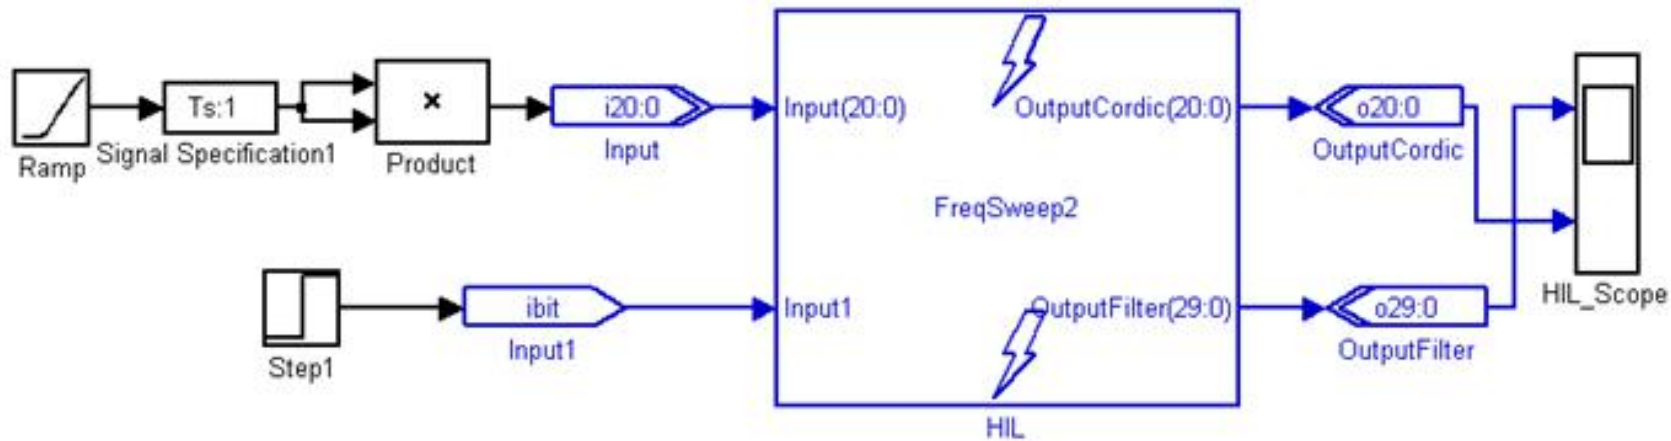 Ramp
Ts:1
Signal Specification1
×
Product
i20:0
Input
Step1
ibit
Input1
Input(20:0)
OutputCordic(20:0)
FreqSweep2
Input1
OutputFilter(29:0)
HIL
o20:0
OutputCordic
o29:0
OutputFilter
HIL_Scope